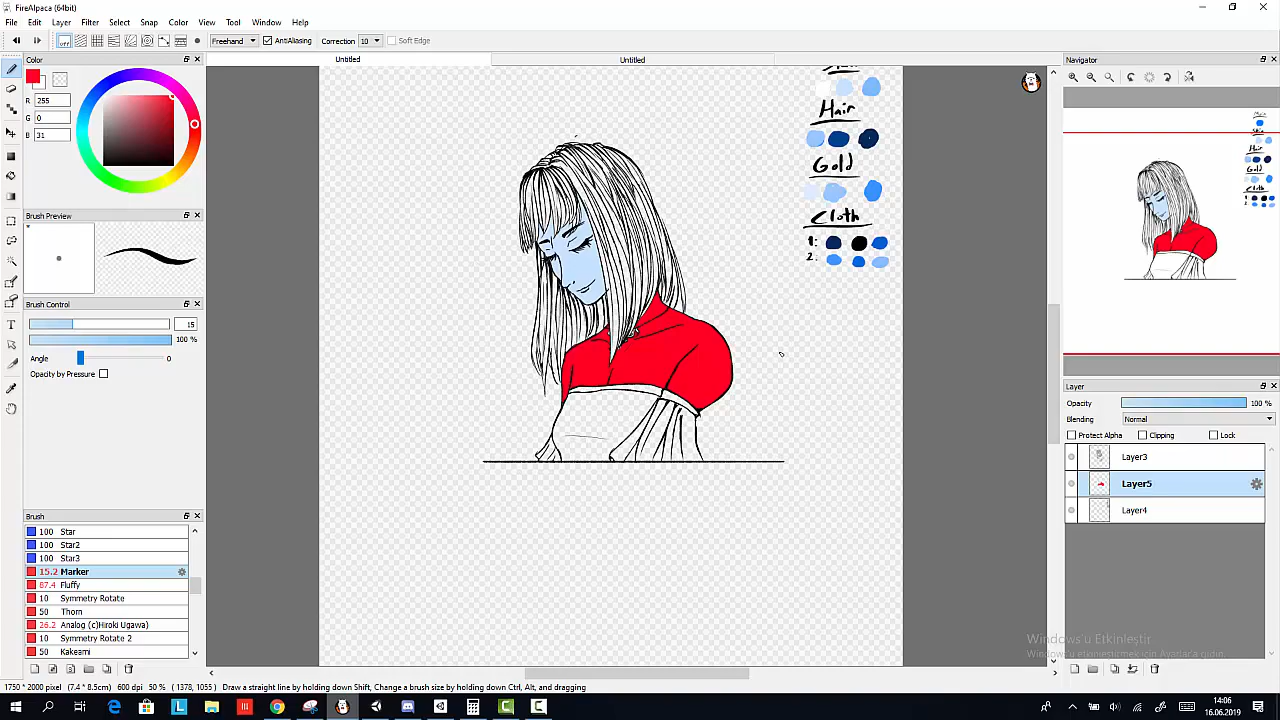 FireAlpaca (64bit)
File Edit Layer Filter Select Snap Color View Tool Window Help
Off Freehand AntiAliasing Correction 10 Soft Edge
Color
Untitled
Untitled
Navigator
R 255
G 0
B 31
Hair
Gold
Cloth
1:
2:
Brush Preview
Brush Control
15
100 %
Angle 0
Opacity by Pressure
Layer
Opacity 100 %
Blending Normal
Protect Alpha Clipping Lock
Layer3
Layer5
Layer4
Brush
100 Star
100 Star2
100 Star3
15.2 Marker
87.4 Fluffy
10 Symmetry Rotate
50 Thorn
26.2 Analog (c)Hiroki Ugawa)
10 Symmetry Rotate 2
50 Kakeami
Windows'u Etkinleştir
Windows'u etkinleştirmek için Ayarlar'a gidin.
1750 * 2000 pixel (7.4 * 8.5cm) 600 dpi 50 % ( 1378, 1055 ) Draw a straight line by holding down Shift, Change a brush size by holding down Ctrl, Alt, and dragging
14:06
16.06.2019